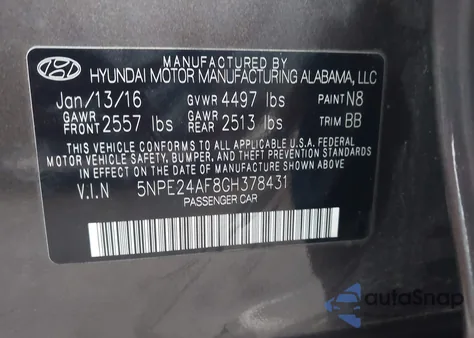 MANUFACTURED BY
HYUNDAI MOTOR MANUFACTURING ALABAMA, LLC
Jan/13/16 GVWR 4497 lbs PAINT N8
GAWR FRONT 2557 lbs GAWR REAR 2513 lbs TRIM BB
THIS VEHICLE CONFORMS TO ALL APPLICABLE U.S.A. FEDERAL
MOTOR VEHICLE SAFETY, BUMPER, AND THEFT PREVENTION STANDARDS
IN EFFECT ON THE DATE OF MANUFACTURE SHOWN ABOVE.
V.I.N 5NPE24AF8GH378431
PASSENGER CAR
autoSnap